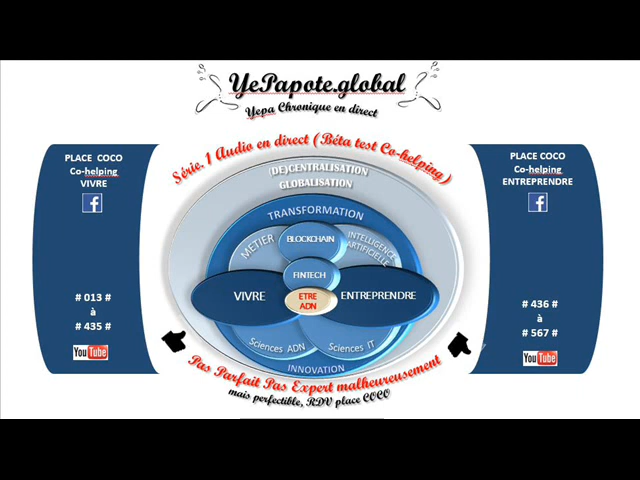 YePapote.global
Yepa Chronique en direct
Série. 1 Audio en direct (Béta test Co-helping)
PLACE COCO
Co-helping
VIVRE
# 013 #
à
# 435 #
YouTube
(DE)CENTRALISATION
GLOBALISATION
TRANSFORMATION
METIER
BLOCKCHAIN
INTELLIGENCE
ARTIFICIELLE
FINTECH
VIVRE
ETRE
ADN
ENTREPRENDRE
Sciences ADN
Sciences IT
INNOVATION
Pas Parfait Pas Expert malheureusement
mais perfectible, RDV place COCO
PLACE COCO
Co-helping
ENTREPRENDRE
# 436 #
à
# 567 #
YouTube